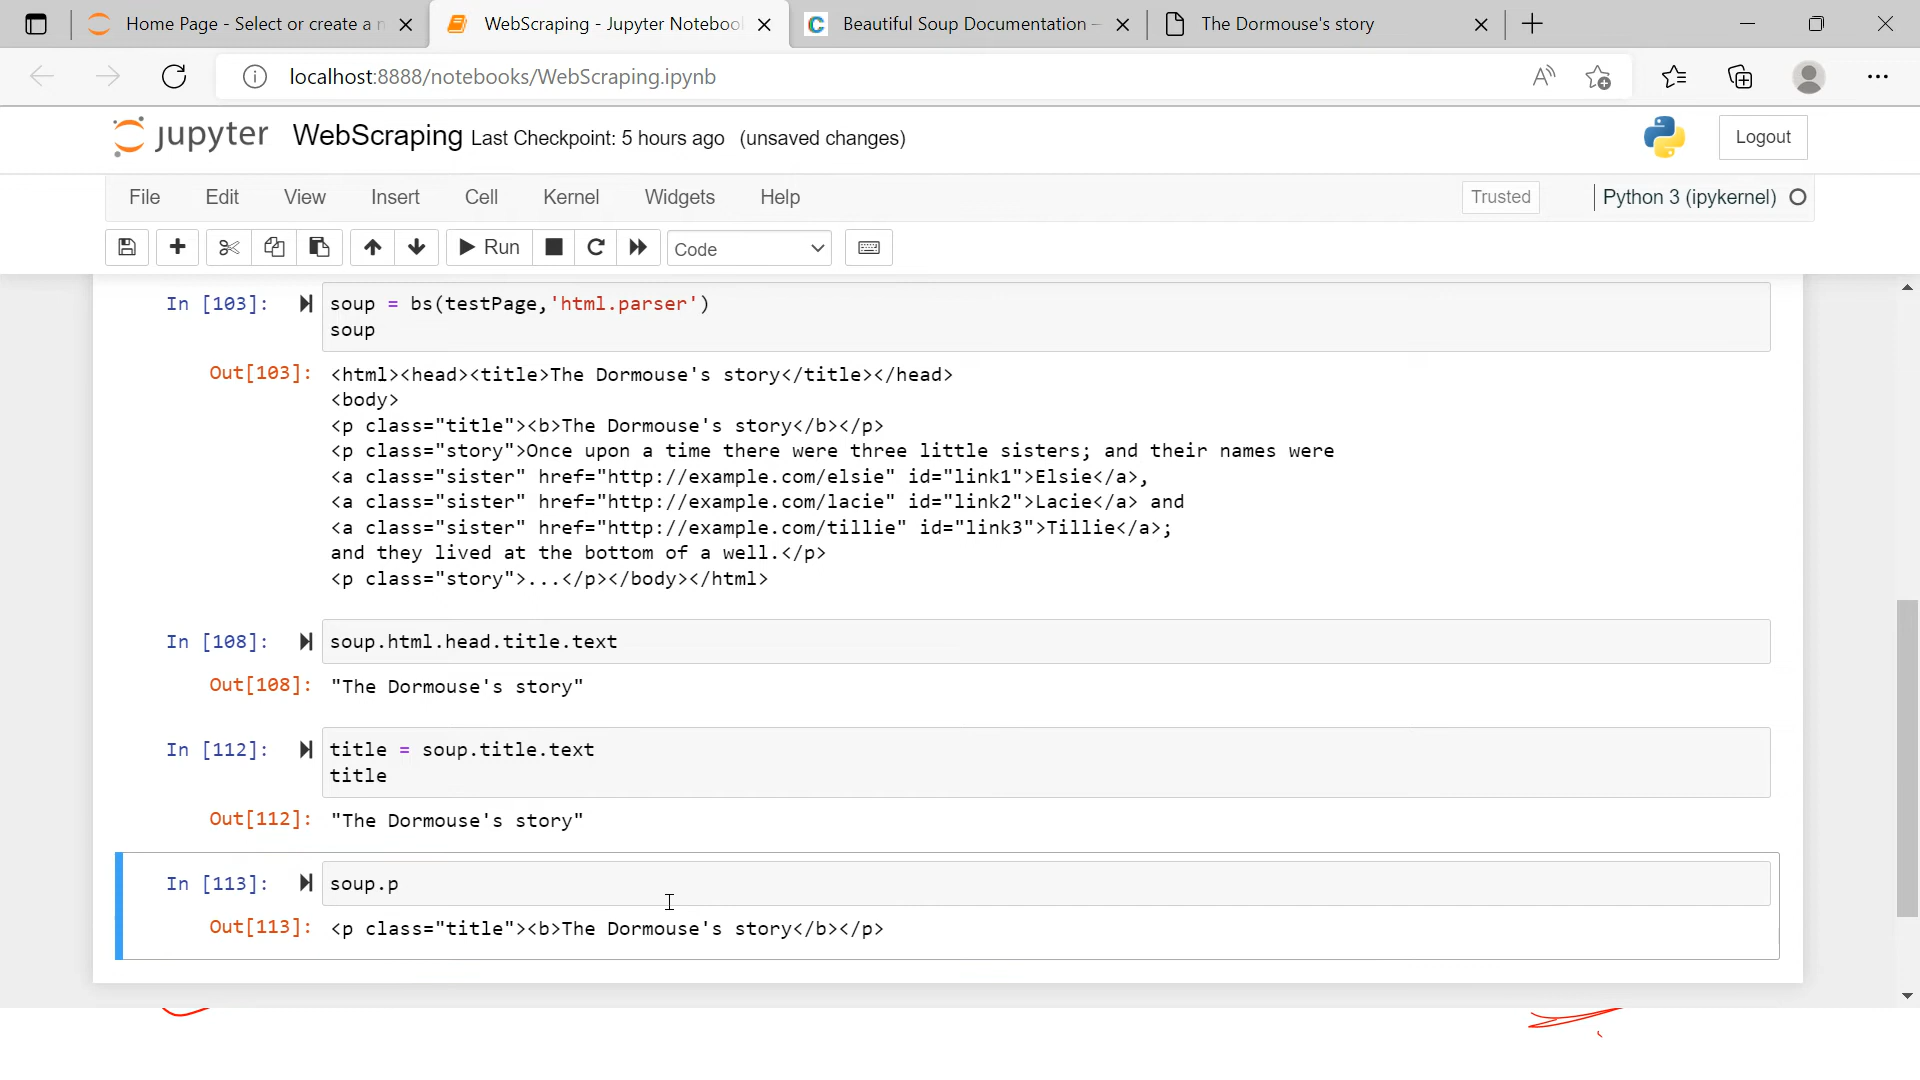 Home Page - Select or create a n
WebScraping - Jupyter Notebook
Beautiful Soup Documentation –
The Dormouse's story
localhost:8888/notebooks/WebScraping.ipynb
jupyter WebScraping Last Checkpoint: 5 hours ago (unsaved changes)
Logout
File Edit View Insert Cell Kernel Widgets Help
Trusted
Python 3 (ipykernel)
Run
Code
In [103]: soup = bs(testPage,'html.parser')
soup
Out[103]: <html><head><title>The Dormouse's story</title></head>
<body>
<p class="title"><b>The Dormouse's story</b></p>
<p class="story">Once upon a time there were three little sisters; and their names were
<a class="sister" href="http://example.com/elsie" id="link1">Elsie</a>,
<a class="sister" href="http://example.com/lacie" id="link2">Lacie</a> and
<a class="sister" href="http://example.com/tillie" id="link3">Tillie</a>;
and they lived at the bottom of a well.</p>
<p class="story">...</p></body></html>
In [108]: soup.html.head.title.text
Out[108]: "The Dormouse's story"
In [112]: title = soup.title.text
title
Out[112]: "The Dormouse's story"
In [113]: soup.p
Out[113]: <p class="title"><b>The Dormouse's story</b></p>